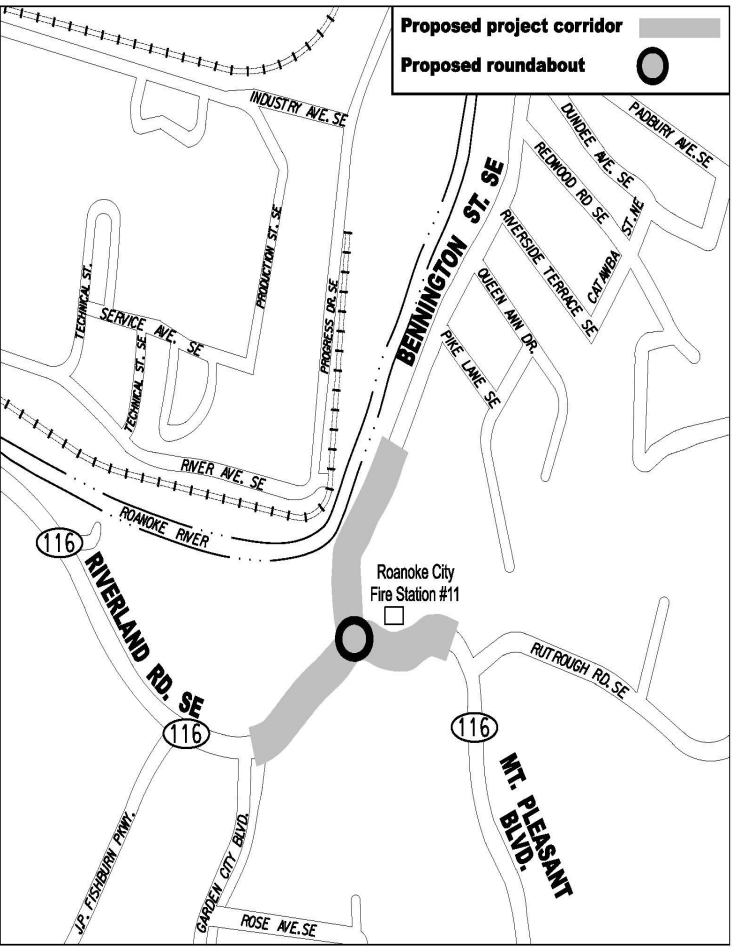 Proposed project corridor
Proposed roundabout
INDUSTRY AVE. SE
PADBURY AVE. SE
DUNDEE AVE. SE
REDWOOD RD SE
CATAWBA ST. NE
RIVERSIDE TERRACE SE
BENNINGTON ST. SE
QUEEN ANN DR.
PIKE LANE SE
PRODUCTION ST. SE
PROGRESS DR. SE
TECHNICAL ST.
SERVICE AVE. SE
TECHNICAL ST. SE
RIVER AVE. SE
ROANOKE RIVER
116
RIVERLAND RD. SE
Roanoke City
Fire Station #11
RUTROUGH RD. SE
116
116
MT. PLEASANT
BLVD.
J.P. FISHBURN PKWY.
GARDEN CITY BLVD.
ROSE AVE. SE